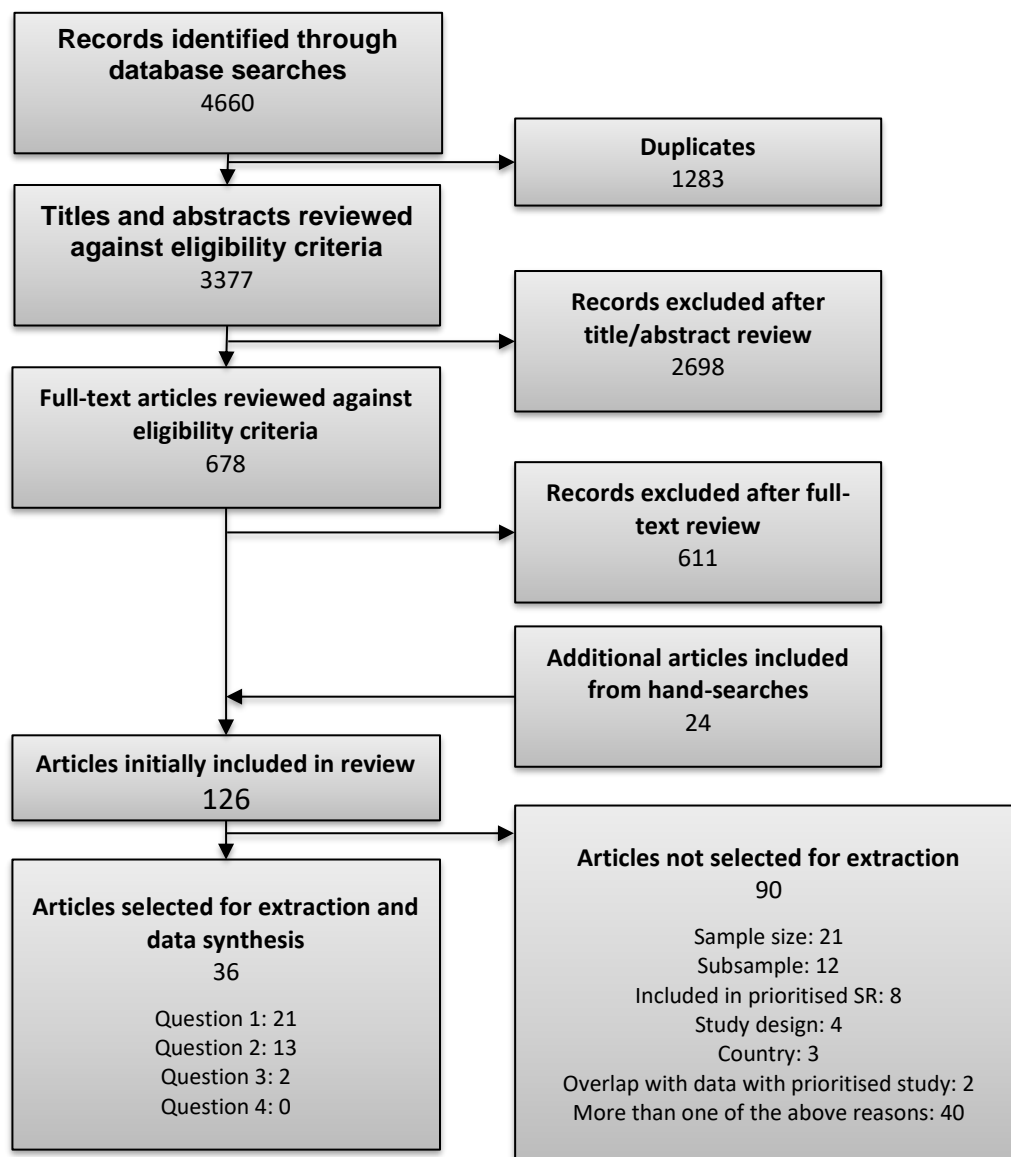 Records identified through
database searches
4660
Duplicates
1283
Titles and abstracts reviewed
against eligibility criteria
3377
Records excluded after
title/abstract review
2698
Full-text articles reviewed against
eligibility criteria
678
Records excluded after full-
text review
611
Additional articles included
from hand-searches
24
Articles initially included in review
126
Articles not selected for extraction
90
Sample size: 21
Subsample: 12
Included in prioritised SR: 8
Study design: 4
Country: 3
Overlap with data with prioritised study: 2
More than one of the above reasons: 40
Articles selected for extraction and
data synthesis
36
Question 1: 21
Question 2: 13
Question 3: 2
Question 4: 0